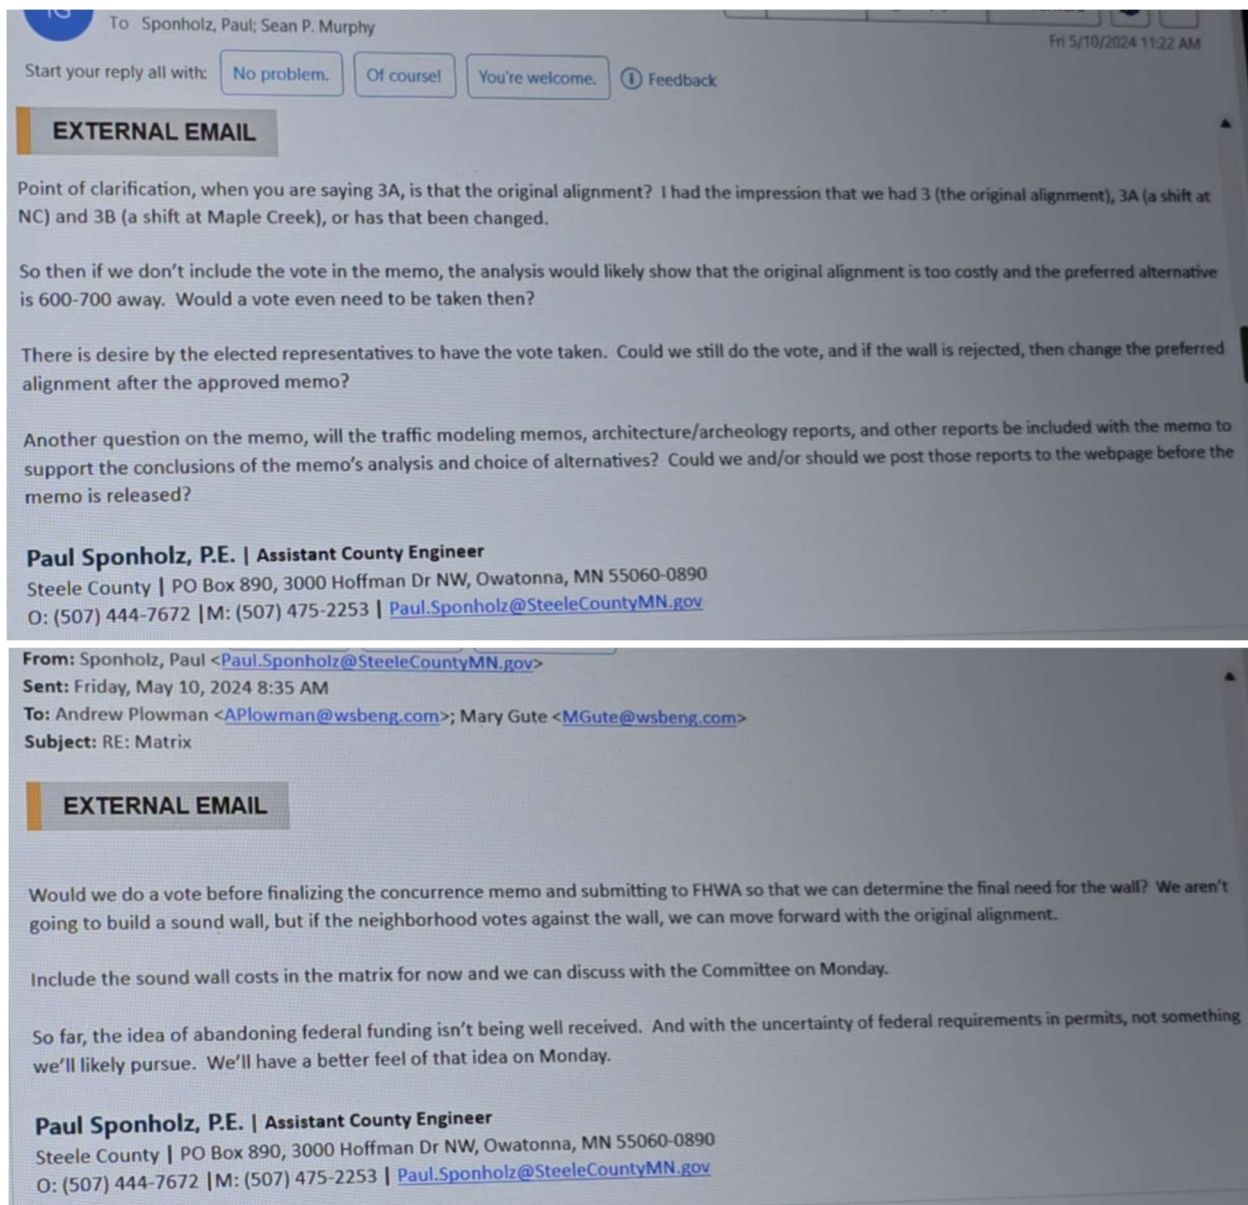 To Sponholz, Paul; Sean P. Murphy
Fri 5/10/2024 11:22 AM
Start your reply all with: No problem. Of course! You're welcome. Feedback
EXTERNAL EMAIL
Point of clarification, when you are saying 3A, is that the original alignment? I had the impression that we had 3 (the original alignment), 3A (a shift at
NC) and 3B (a shift at Maple Creek), or has that been changed.
So then if we don't include the vote in the memo, the analysis would likely show that the original alignment is too costly and the preferred alternative
is 600-700 away. Would a vote even need to be taken then?
There is desire by the elected representatives to have the vote taken. Could we still do the vote, and if the wall is rejected, then change the preferred
alignment after the approved memo?
Another question on the memo, will the traffic modeling memos, architecture/archeology reports, and other reports be included with the memo to
support the conclusions of the memo's analysis and choice of alternatives? Could we and/or should we post those reports to the webpage before the
memo is released?
Paul Sponholz, P.E. | Assistant County Engineer
Steele County | PO Box 890, 3000 Hoffman Dr NW, Owatonna, MN 55060-0890
O: (507) 444-7672 |M: (507) 475-2253 | Paul.Sponholz@SteeleCountyMN.gov
From: Sponholz, Paul <Paul.Sponholz@SteeleCountyMN.gov>
Sent: Friday, May 10, 2024 8:35 AM
To: Andrew Plowman <APlowman@wsbeng.com>; Mary Gute <MGute@wsbeng.com>
Subject: RE: Matrix
EXTERNAL EMAIL
Would we do a vote before finalizing the concurrence memo and submitting to FHWA so that we can determine the final need for the wall? We aren't
going to build a sound wall, but if the neighborhood votes against the wall, we can move forward with the original alignment.
Include the sound wall costs in the matrix for now and we can discuss with the Committee on Monday.
So far, the idea of abandoning federal funding isn't being well received. And with the uncertainty of federal requirements in permits, not something
we'll likely pursue. We'll have a better feel of that idea on Monday.
Paul Sponholz, P.E. | Assistant County Engineer
Steele County | PO Box 890, 3000 Hoffman Dr NW, Owatonna, MN 55060-0890
O: (507) 444-7672 |M: (507) 475-2253 | Paul.Sponholz@SteeleCountyMN.gov